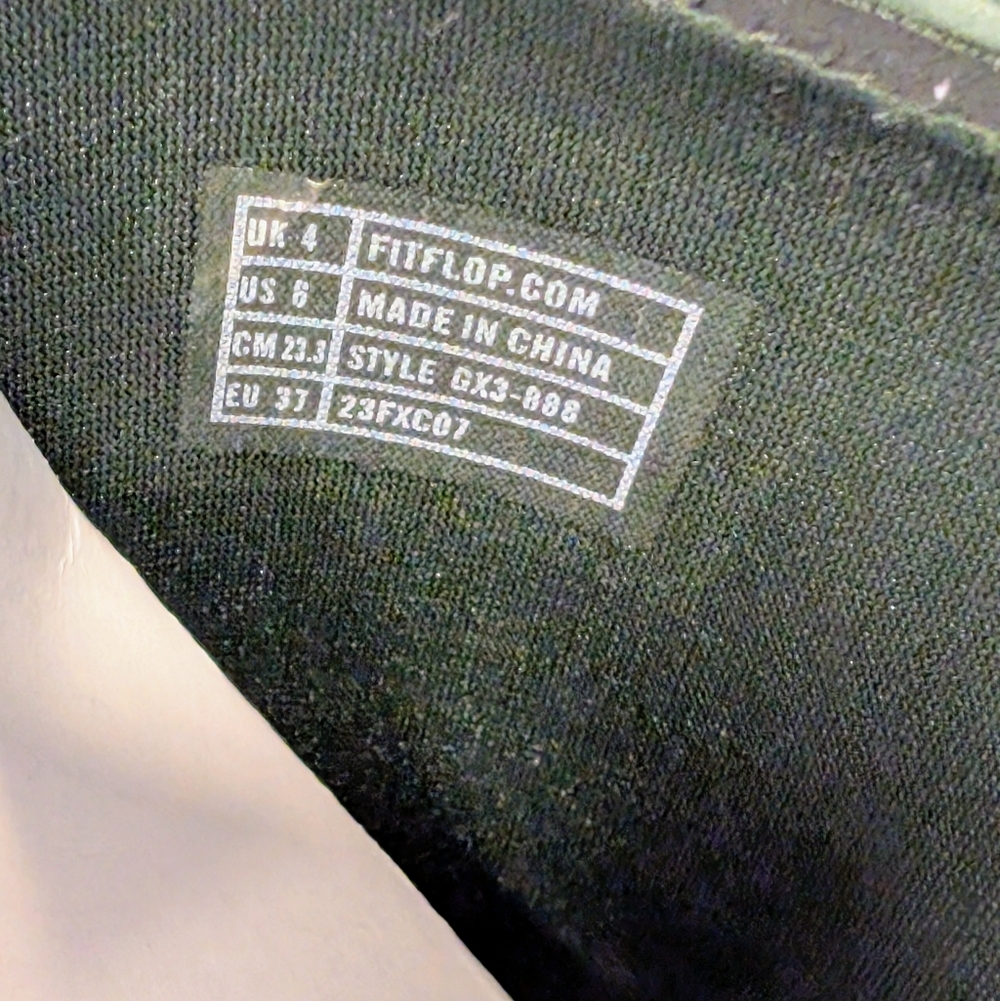 UK 4 FITFLOP.COM
US 6 MADE IN CHINA
CM 23.3 STYLE GX3-888
EU 37 23FXC07